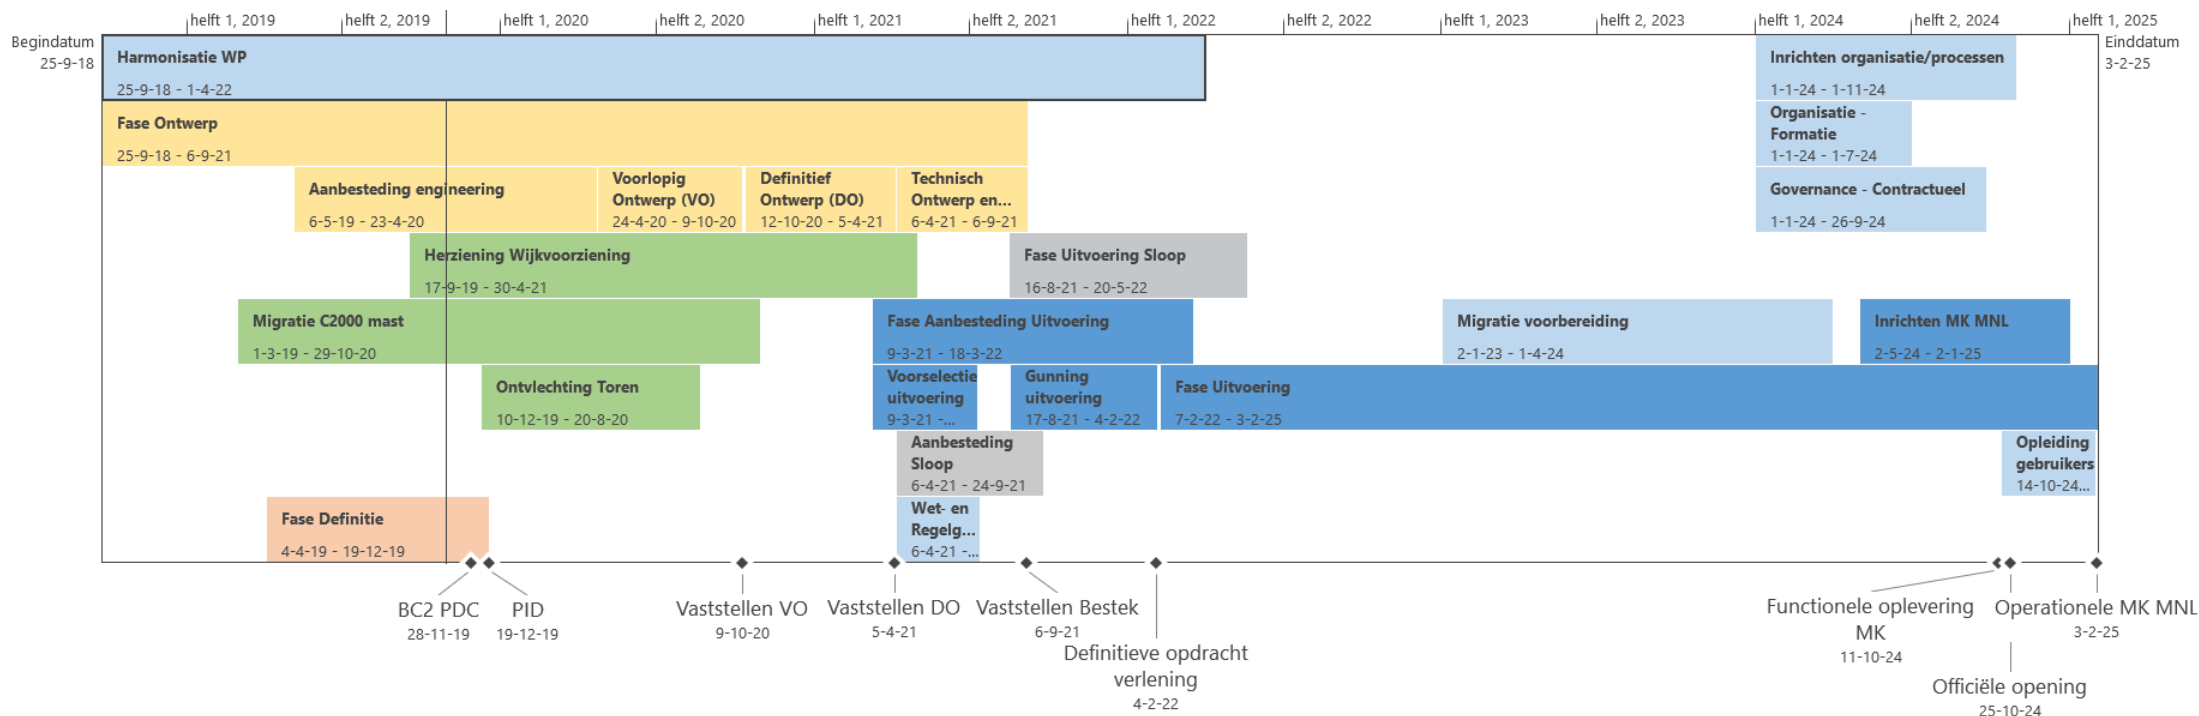 helft 1, 2019
helft 2, 2019
helft 1, 2020
helft 2, 2020
helft 1, 2021
helft 2, 2021
helft 1, 2022
helft 2, 2022
helft 1, 2023
helft 2, 2023
helft 1, 2024
helft 2, 2024
helft 1, 2025
Begindatum
25-9-18
Einddatum
3-2-25
Harmonisatie WP
25-9-18 - 1-4-22
Inrichten organisatie/processen
1-1-24 - 1-11-24
Fase Ontwerp
25-9-18 - 6-9-21
Organisatie -
Formatie
1-1-24 - 1-7-24
Aanbesteding engineering
6-5-19 - 23-4-20
Voorlopig
Ontwerp (VO)
24-4-20 - 9-10-20
Definitief
Ontwerp (DO)
12-10-20 - 5-4-21
Technisch
Ontwerp en...
6-4-21 - 6-9-21
Governance - Contractueel
1-1-24 - 26-9-24
Herziening Wijkvoorziening
17-9-19 - 30-4-21
Fase Uitvoering Sloop
16-8-21 - 20-5-22
Migratie C2000 mast
1-3-19 - 29-10-20
Fase Aanbesteding Uitvoering
9-3-21 - 18-3-22
Migratie voorbereiding
2-1-23 - 1-4-24
Inrichten MK MNL
2-5-24 - 2-1-25
Ontvlechting Toren
10-12-19 - 20-8-20
Voorselectie
uitvoering
9-3-21 -...
Gunning
uitvoering
17-8-21 - 4-2-22
Fase Uitvoering
7-2-22 - 3-2-25
Aanbesteding
Sloop
6-4-21 - 24-9-21
Opleiding
gebruikers
14-10-24...
Fase Definitie
4-4-19 - 19-12-19
Wet- en
Regelg...
6-4-21 -...
BC2 PDC
28-11-19
PID
19-12-19
Vaststellen VO
9-10-20
Vaststellen DO
5-4-21
Vaststellen Bestek
6-9-21
Definitieve opdracht
verlening
4-2-22
Functionele oplevering
MK
11-10-24
Operationele MK MNL
3-2-25
Officiële opening
25-10-24